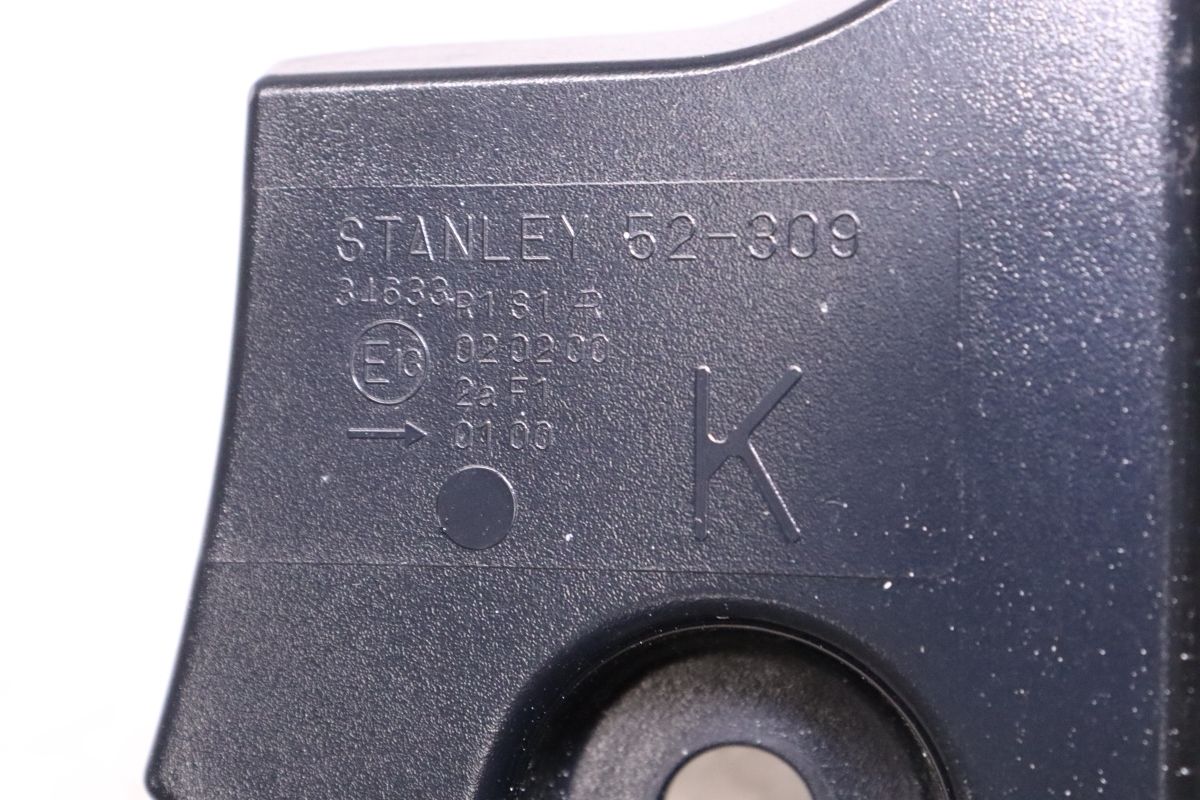 STANLEY 52-309
31633 R1 S1 AR
E13 02 02 00
2a F1
→ 01 00
K